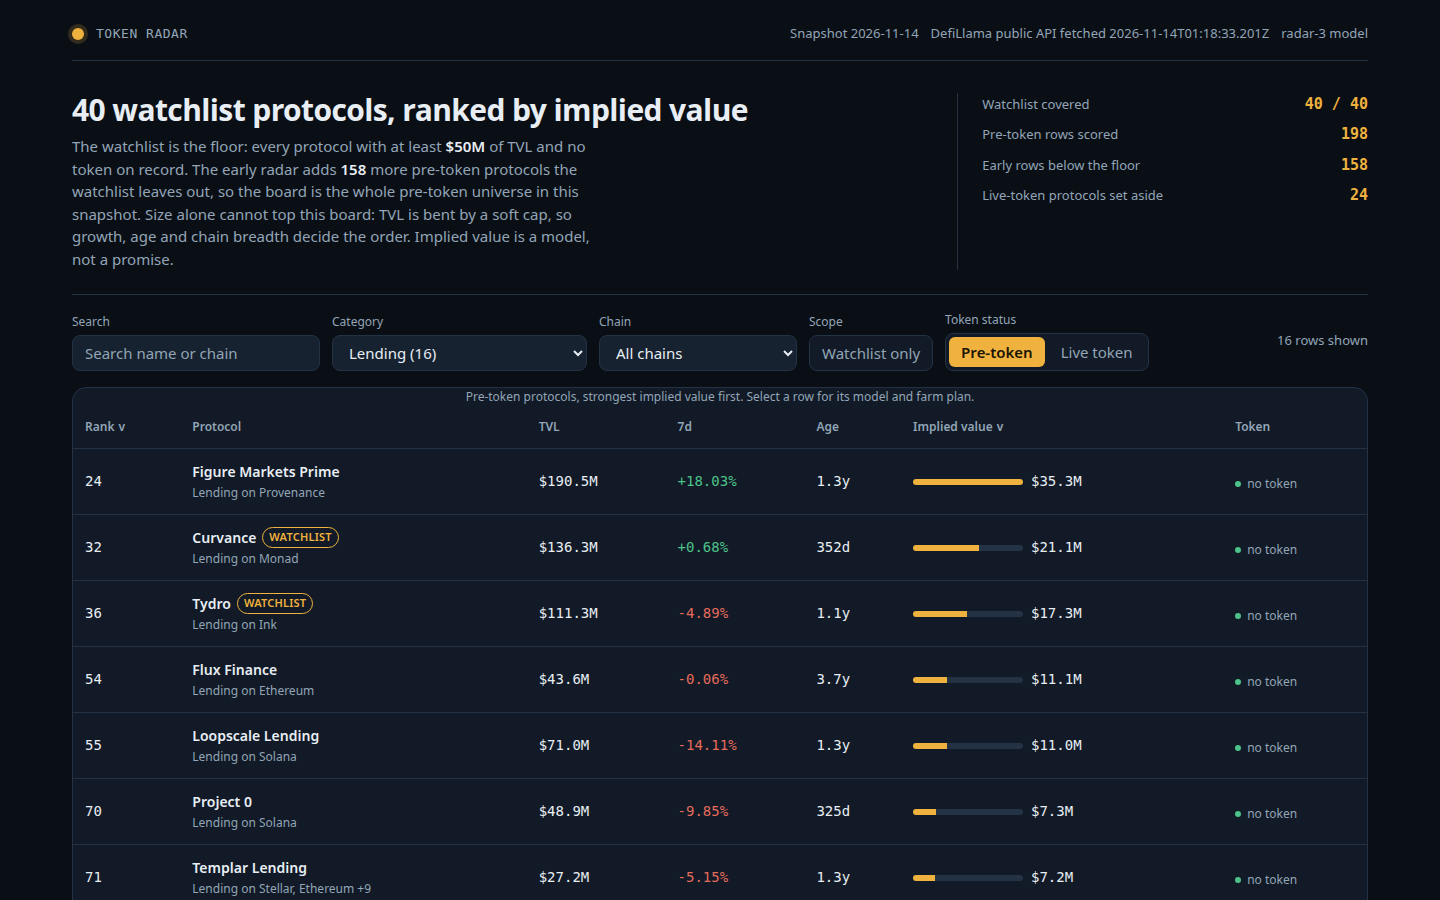 TOKEN RADAR
Snapshot 2026-11-14 DefiLlama public API fetched 2026-11-14T01:18:33.201Z radar-3 model
40 watchlist protocols, ranked by implied value
The watchlist is the floor: every protocol with at least $50M of TVL and no
token on record. The early radar adds 158 more pre-token protocols the
watchlist leaves out, so the board is the whole pre-token universe in this
snapshot. Size alone cannot top this board: TVL is bent by a soft cap, so
growth, age and chain breadth decide the order. Implied value is a model,
not a promise.
Watchlist covered 40 / 40
Pre-token rows scored 198
Early rows below the floor 158
Live-token protocols set aside 24
Search Category Chain Scope Token status
Search name or chain Lending (16) All chains Watchlist only Pre-token Live token
16 rows shown
Pre-token protocols, strongest implied value first. Select a row for its model and farm plan.
Rank v Protocol TVL 7d Age Implied value v Token
24 Figure Markets Prime $190.5M +18.03% 1.3y $35.3M no token
Lending on Provenance
32 Curvance WATCHLIST $136.3M +0.68% 352d $21.1M no token
Lending on Monad
36 Tydro WATCHLIST $111.3M -4.89% 1.1y $17.3M no token
Lending on Ink
54 Flux Finance $43.6M -0.06% 3.7y $11.1M no token
Lending on Ethereum
55 Loopscale Lending $71.0M -14.11% 1.3y $11.0M no token
Lending on Solana
70 Project 0 $48.9M -9.85% 325d $7.3M no token
Lending on Solana
71 Templar Lending $27.2M -5.15% 1.3y $7.2M no token
Lending on Stellar, Ethereum +9